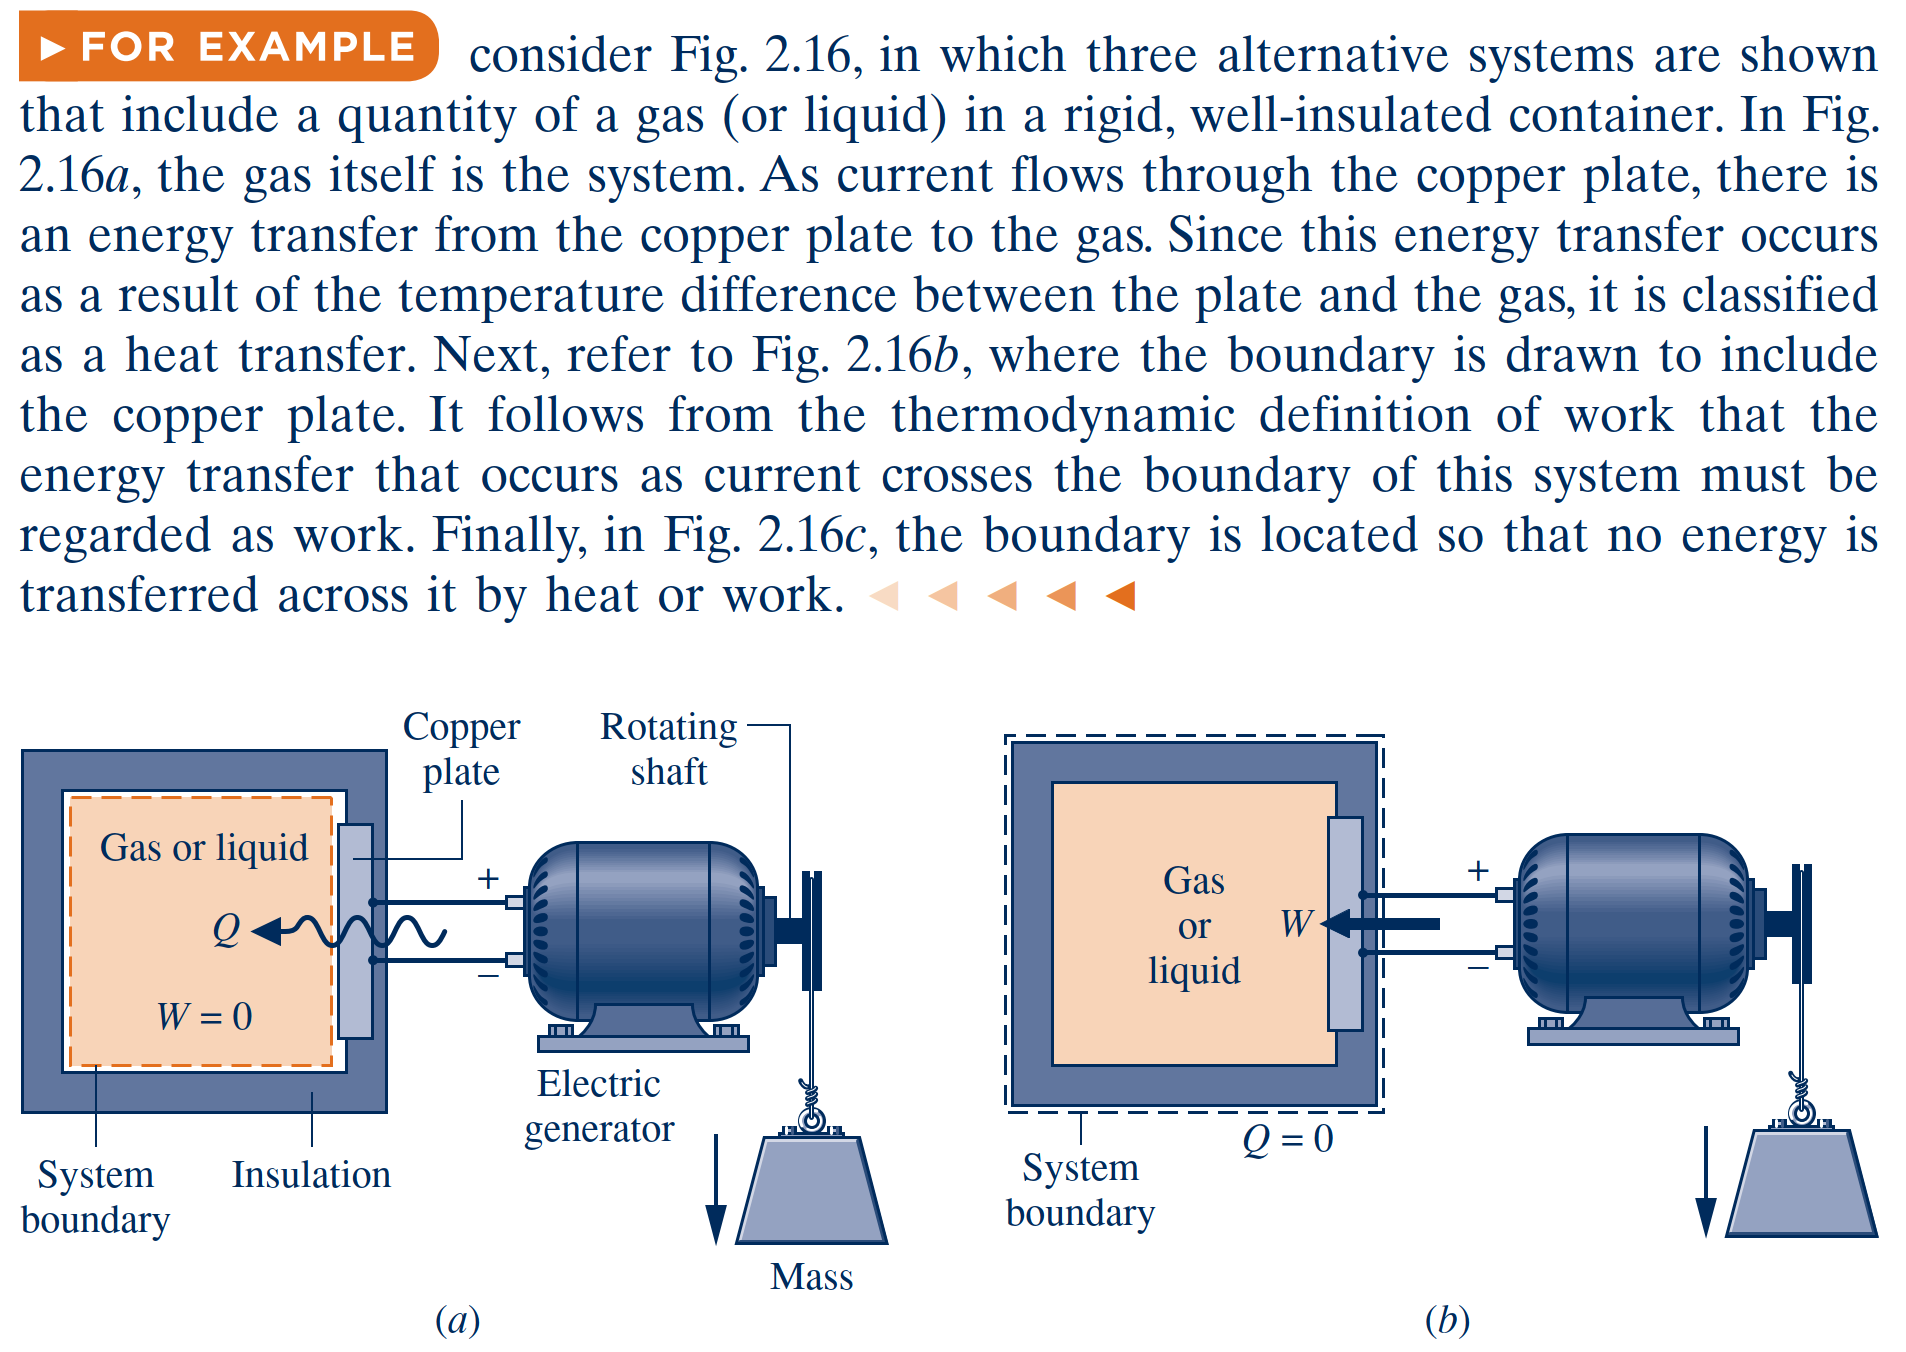 ► FOR EXAMPLE consider Fig. 2.16, in which three alternative systems are shown
that include a quantity of a gas (or liquid) in a rigid, well-insulated container. In Fig.
2.16a, the gas itself is the system. As current flows through the copper plate, there is
an energy transfer from the copper plate to the gas. Since this energy transfer occurs
as a result of the temperature difference between the plate and the gas, it is classified
as a heat transfer. Next, refer to Fig. 2.16b, where the boundary is drawn to include
the copper plate. It follows from the thermodynamic definition of work that the
energy transfer that occurs as current crosses the boundary of this system must be
regarded as work. Finally, in Fig. 2.16c, the boundary is located so that no energy is
transferred across it by heat or work.
Copper
plate
Rotating
shaft
Gas or liquid
Q
W = 0
+
−
Electric
generator
System
boundary
Insulation
Mass
(a)
Gas
or
liquid
W
+
−
Q = 0
System
boundary
(b)